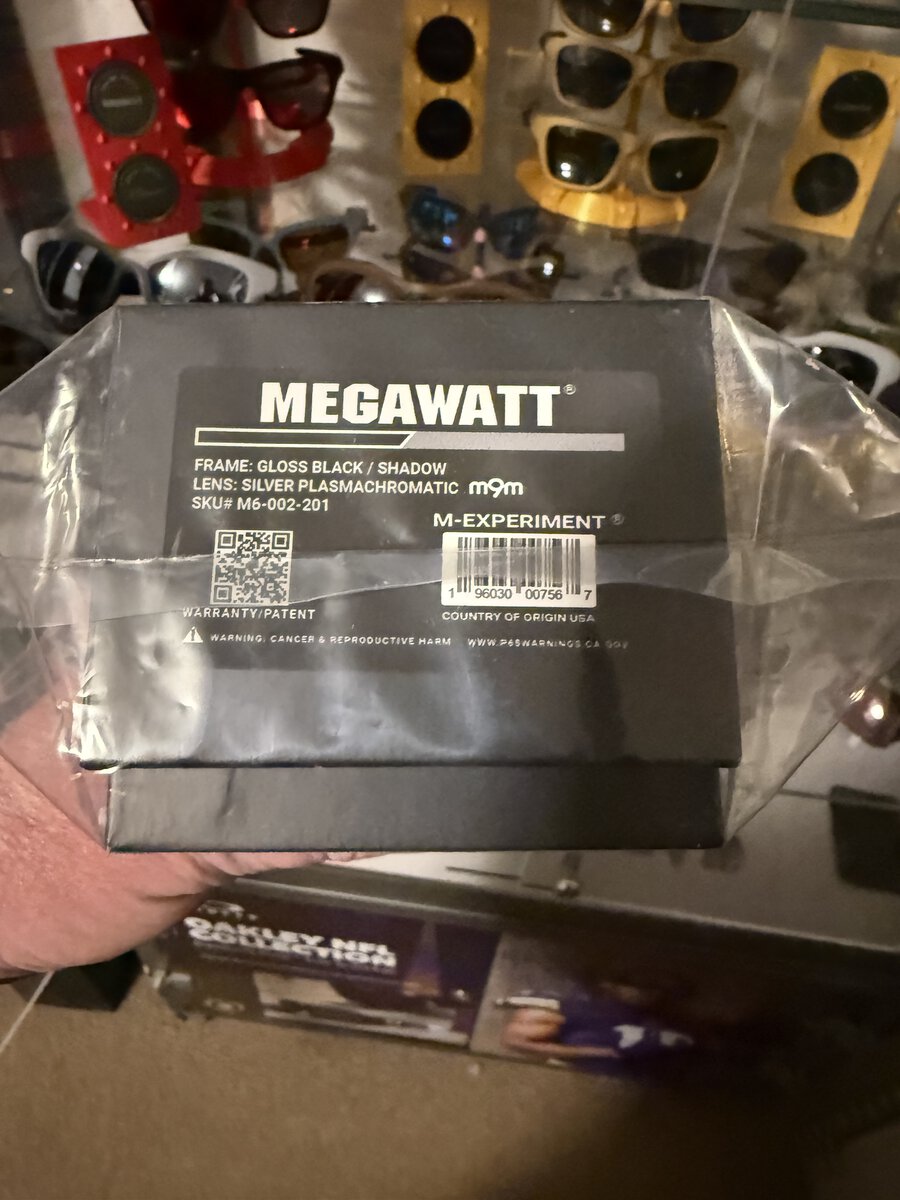 MEGAWATT
MEGAWATT®
FRAME: GLOSS BLACK / SHADOW
LENS: SILVER PLASMACHROMATIC m9m
SKU# M6-002-201
M-EXPERIMENT®
1 96030 00756 7
WARRANTY/PATENT
COUNTRY OF ORIGIN USA
WARNING: CANCER & REPRODUCTIVE HARM WWW.P65WARNINGS.CA.GOV
OAKLEY NFL
COLLECTION